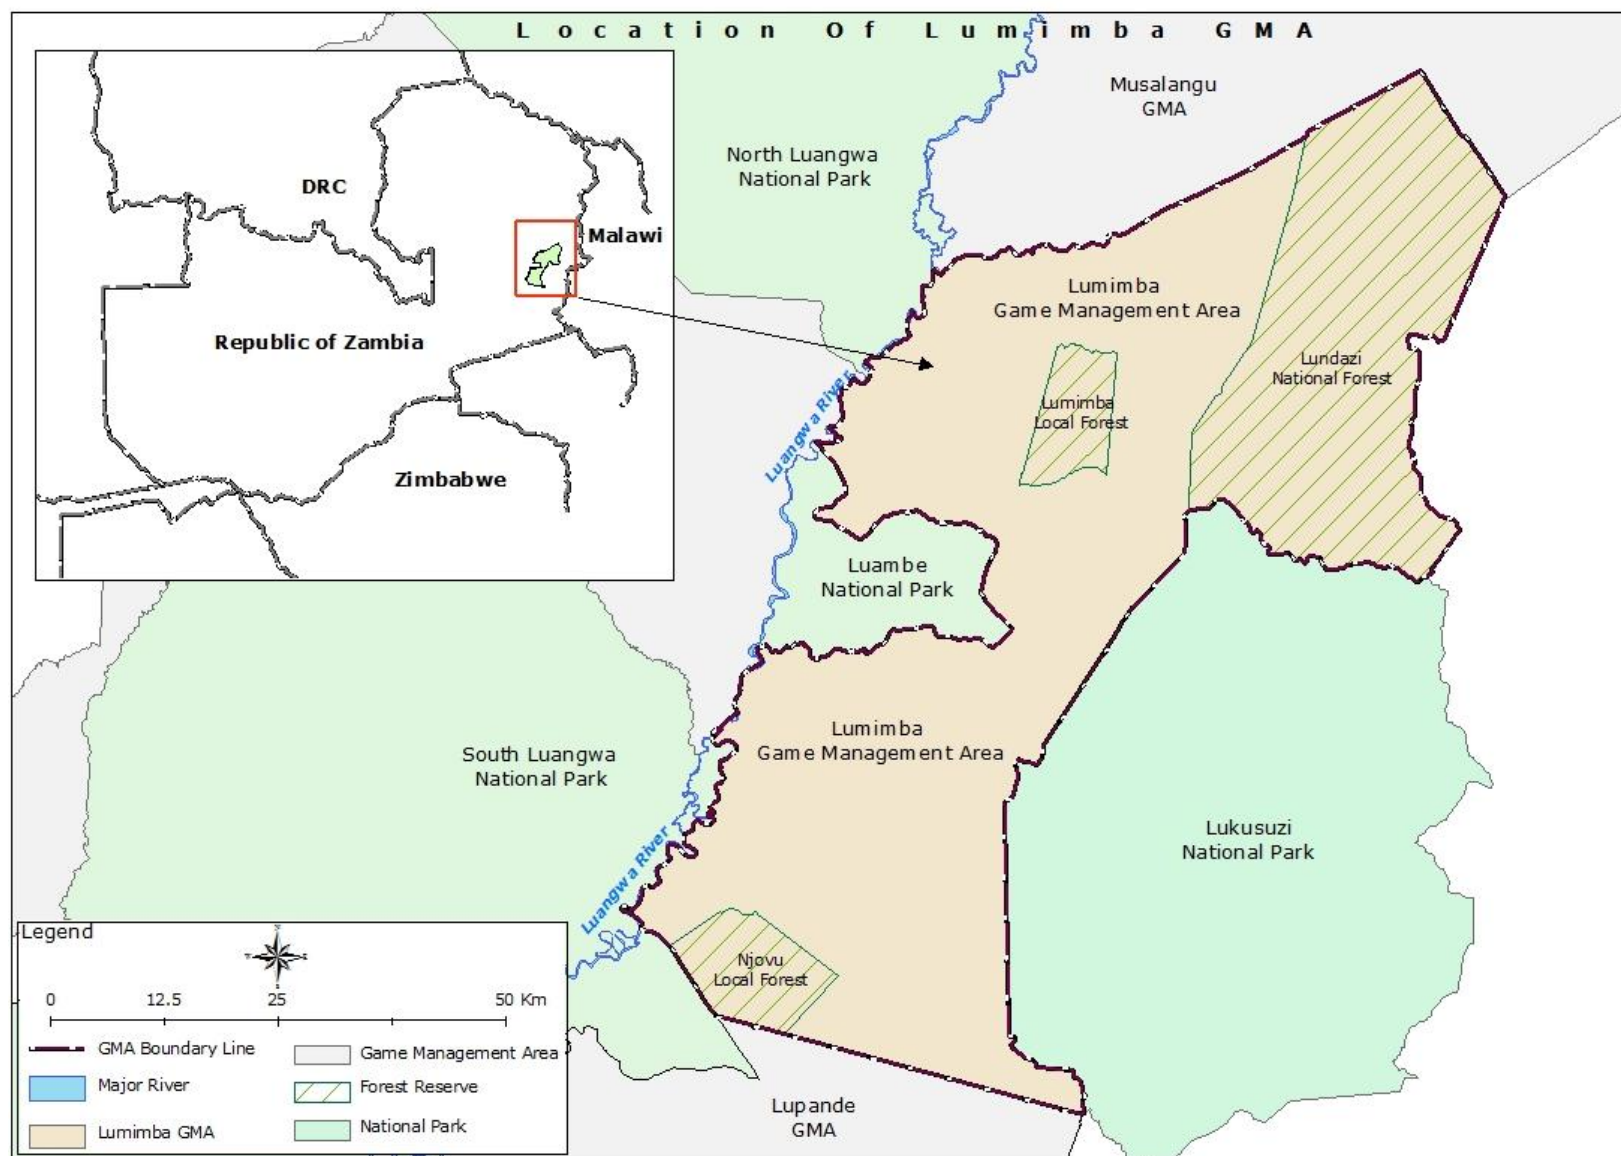 Location Of Lumimba GMA
Musalangu
GMA
North Luangwa
National Park
DRC
Malawi
Republic of Zambia
Zimbabwe
Lumimba
Game Management Area
Lundazi
National Forest
Lumimba
Local Forest
Luangwa River
Luambe
National Park
Lumimba
Game Management Area
South Luangwa
National Park
Lukusuzi
National Park
Luangwa River
Njovu
Local Forest
Lupande
GMA
Legend
0 12.5 25 50 Km
GMA Boundary Line
Major River
Lumimba GMA
Game Management Area
Forest Reserve
National Park